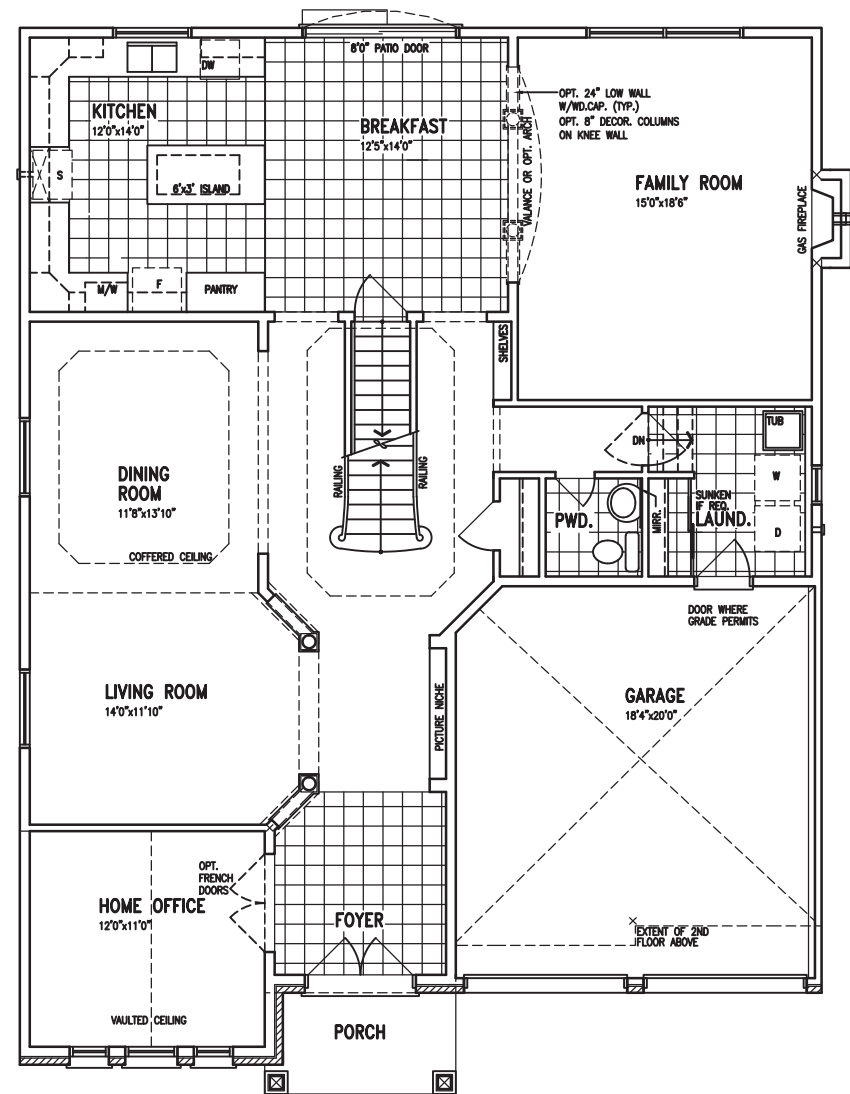 8'0" PATIO DOOR
DW
KITCHEN
12'0"x14'0"
BREAKFAST
12'5"x14'0"
OPT. 24" LOW WALL
W/WD.CAP. (TYP.)
OPT. 8" DECOR. COLUMNS
ON KNEE WALL
VALANCE OR OPT. ARCH
S
6'x3' ISLAND
FAMILY ROOM
15'0"x18'6"
GAS FIREPLACE
M/W
F
PANTRY
SHELVES
TUB
DN
W
DINING
ROOM
11'8"x13'10"
RAILING
RAILING
PWD.
MIRR.
SUNKEN
IF REQ.
LAUND.
D
COFFERED CEILING
DOOR WHERE
GRADE PERMITS
LIVING ROOM
14'0"x11'10"
PICTURE NICHE
GARAGE
18'4"x20'0"
OPT.
FRENCH
DOORS
HOME OFFICE
12'0"x11'0"
FOYER
EXTENT OF 2ND
FLOOR ABOVE
VAULTED CEILING
PORCH